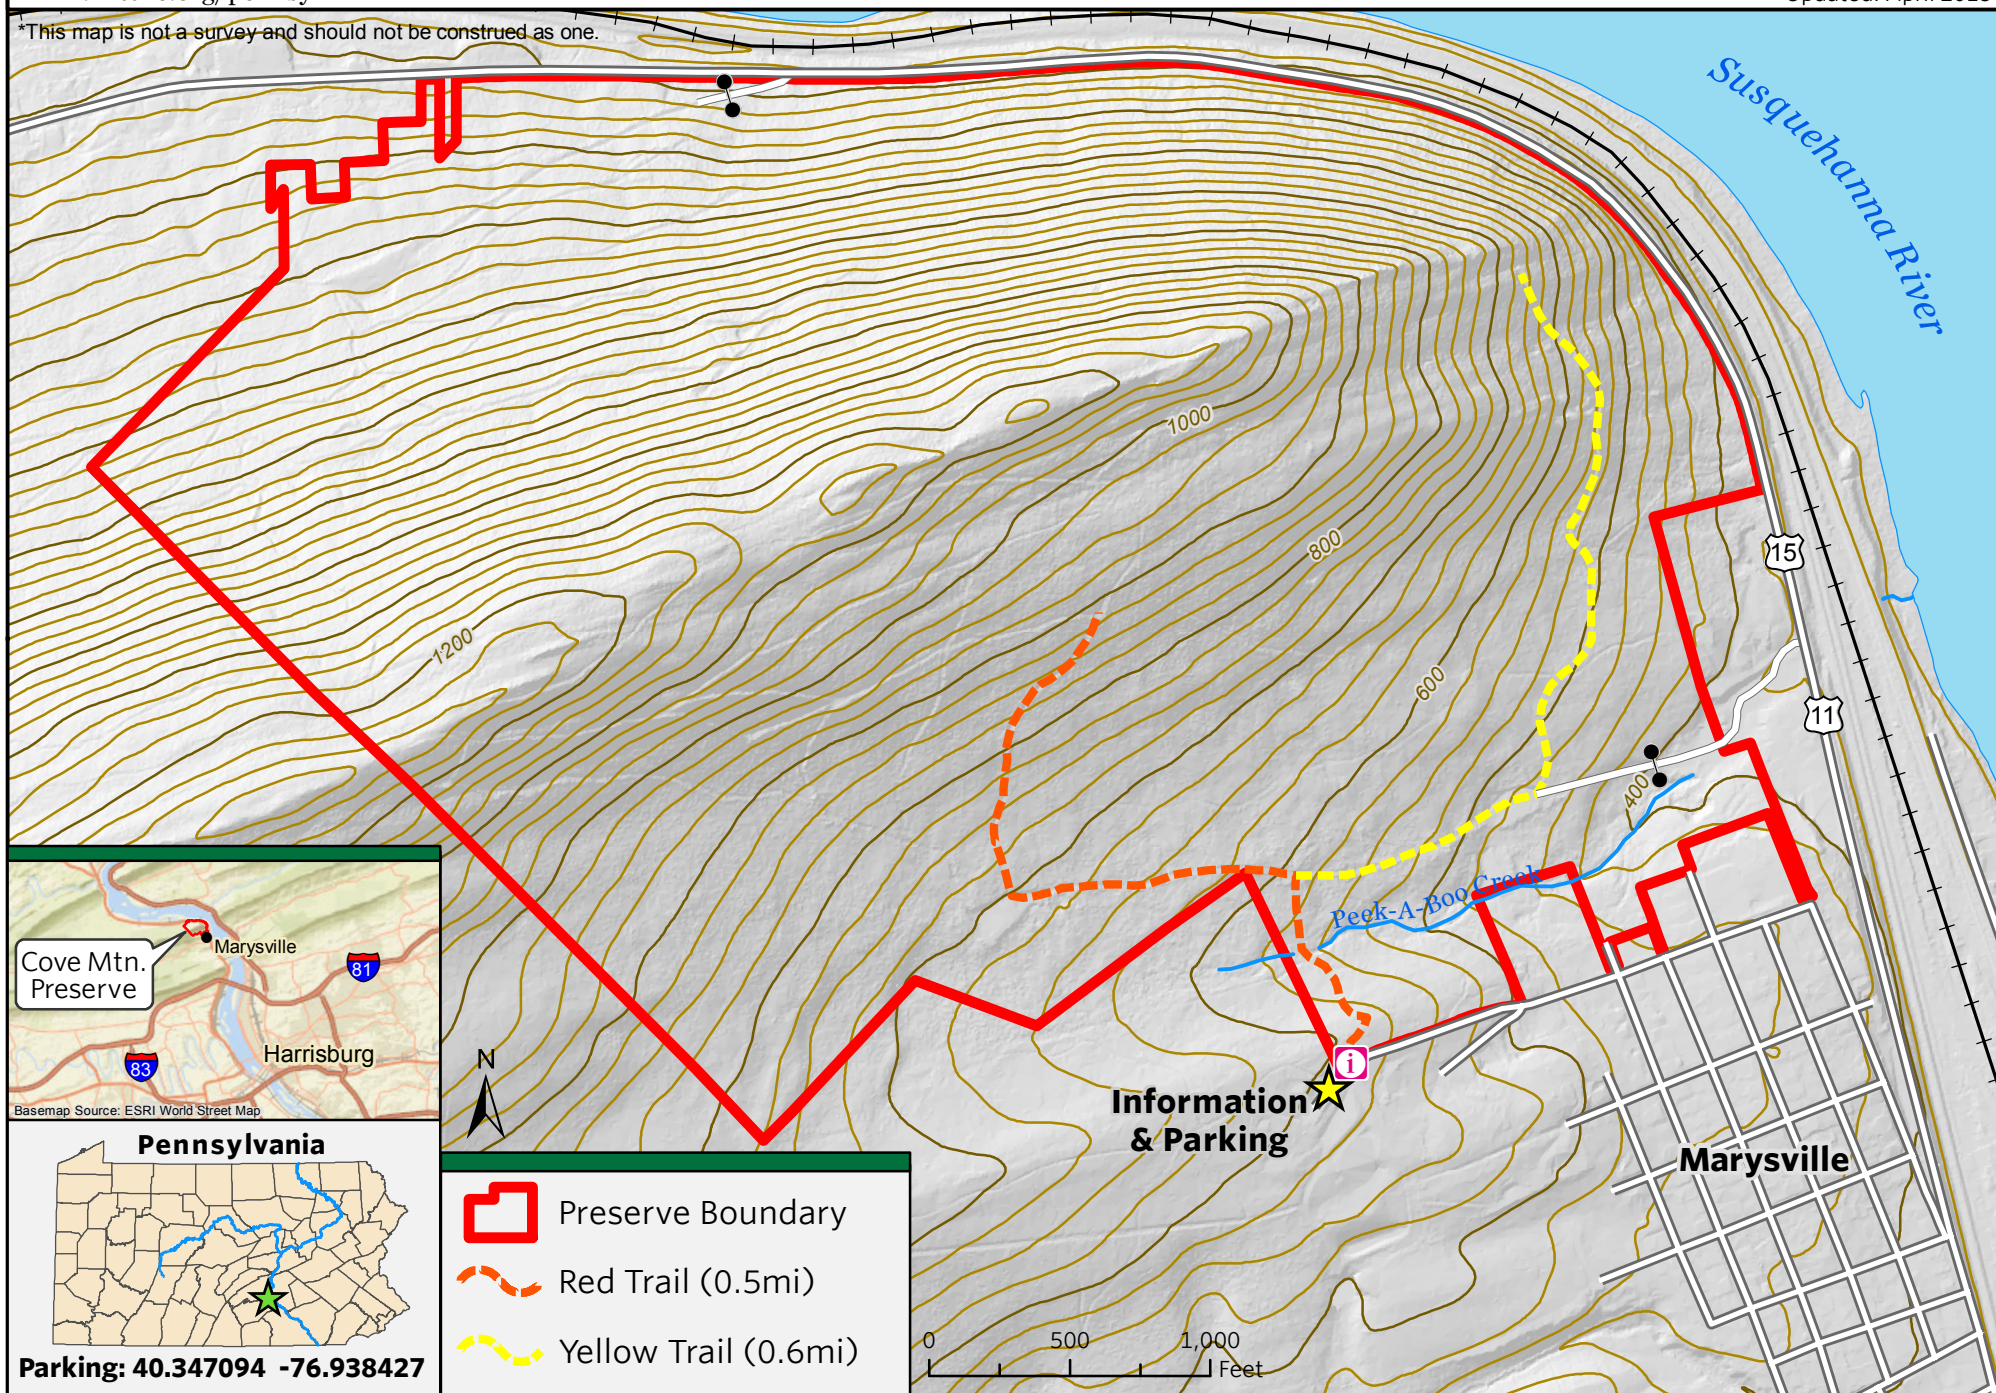 *This map is not a survey and should not be construed as one.
Susquehanna River
1000
800
15
1200
600
11
400
Peek-A-Boo Creek
Marysville
81
Cove Mtn.
Preserve
Harrisburg
83
N
Basemap Source: ESRI World Street Map
i
Information
& Parking
Pennsylvania
Marysville
Preserve Boundary
Red Trail (0.5mi)
Yellow Trail (0.6mi)
0 500 1,000
Feet
Parking: 40.347094 -76.938427